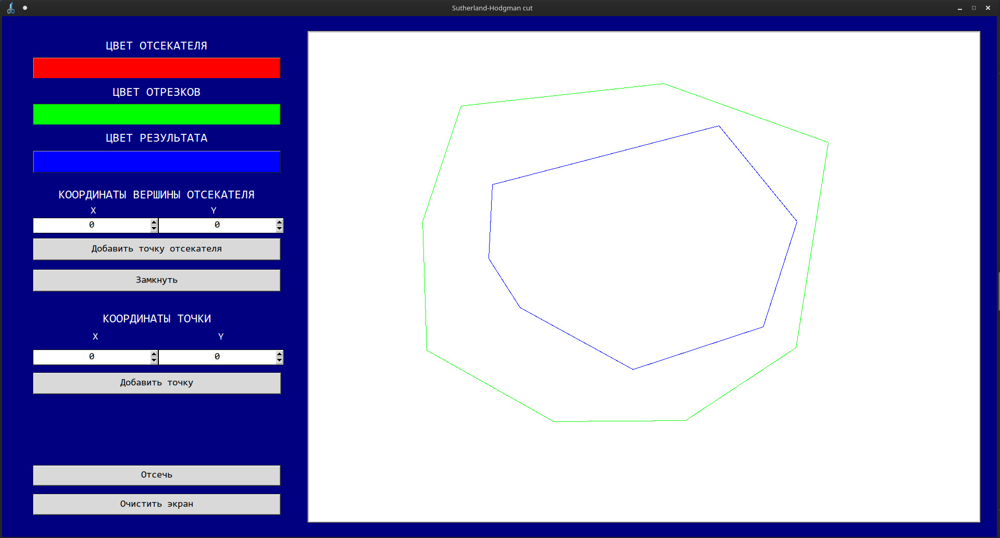 Sutherland-Hodgman cut
ЦВЕТ ОТСЕКАТЕЛЯ
ЦВЕТ ОТРЕЗКОВ
ЦВЕТ РЕЗУЛЬТАТА
КООРДИНАТЫ ВЕРШИНЫ ОТСЕКАТЕЛЯ
X Y
0 0
Добавить точку отсекателя
Замкнуть
КООРДИНАТЫ ТОЧКИ
X Y
0 0
Добавить точку
Отсечь
Очистить экран